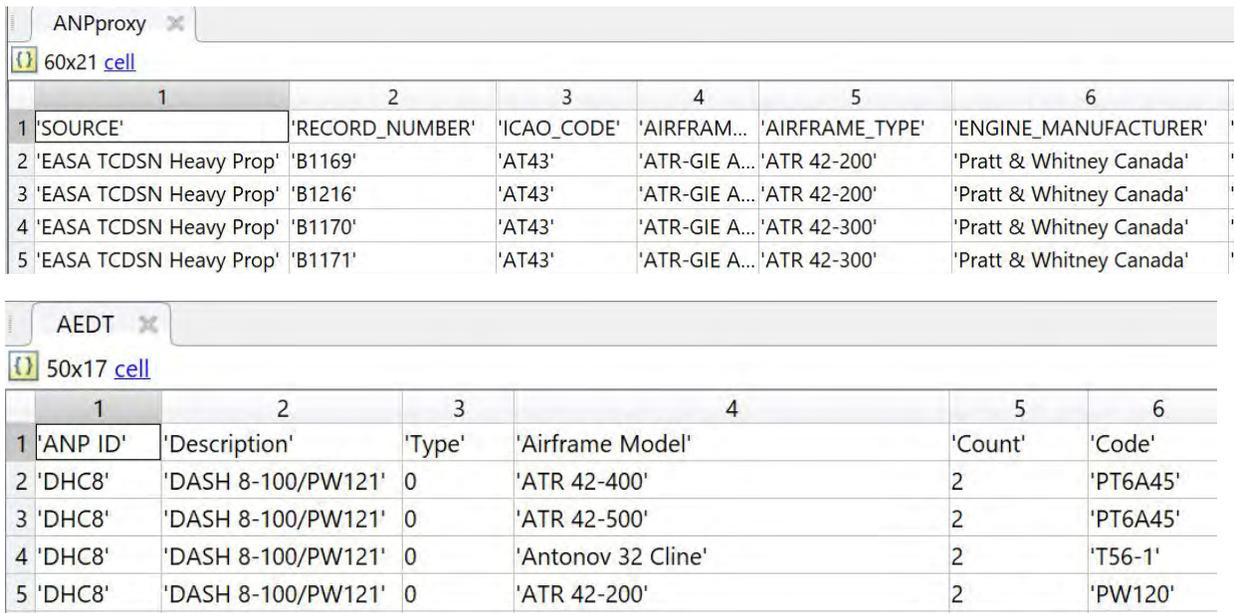 ANPproxy
{} 60x21 cell
1 2 3 4 5 6
1 'SOURCE' 'RECORD_NUMBER' 'ICAO_CODE' 'AIRFRAM... 'AIRFRAME_TYPE' 'ENGINE_MANUFACTURER' '
2 'EASA TCDSN Heavy Prop' 'B1169' 'AT43' 'ATR-GIE A... 'ATR 42-200' 'Pratt & Whitney Canada' '
3 'EASA TCDSN Heavy Prop' 'B1216' 'AT43' 'ATR-GIE A... 'ATR 42-200' 'Pratt & Whitney Canada' '
4 'EASA TCDSN Heavy Prop' 'B1170' 'AT43' 'ATR-GIE A... 'ATR 42-300' 'Pratt & Whitney Canada' '
5 'EASA TCDSN Heavy Prop' 'B1171' 'AT43' 'ATR-GIE A... 'ATR 42-300' 'Pratt & Whitney Canada' '
AEDT
{} 50x17 cell
1 2 3 4 5 6
1 'ANP ID' 'Description' 'Type' 'Airframe Model' 'Count' 'Code'
2 'DHC8' 'DASH 8-100/PW121' 0 'ATR 42-400' 2 'PT6A45'
3 'DHC8' 'DASH 8-100/PW121' 0 'ATR 42-500' 2 'PT6A45'
4 'DHC8' 'DASH 8-100/PW121' 0 'Antonov 32 Cline' 2 'T56-1'
5 'DHC8' 'DASH 8-100/PW121' 0 'ATR 42-200' 2 'PW120'